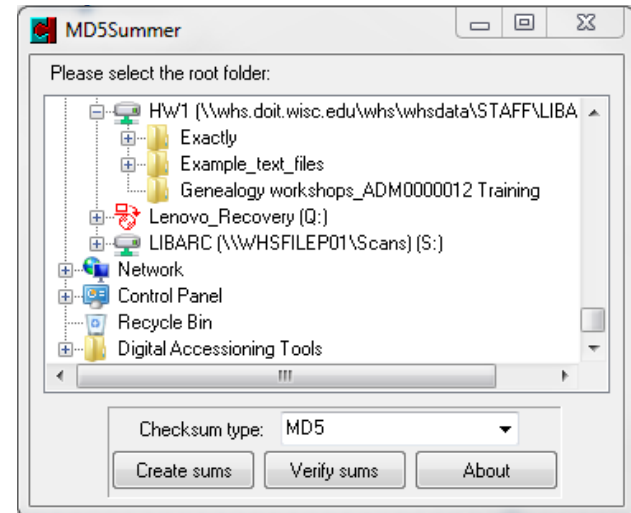 MD5Summer
Please select the root folder:
HW1 (\\whs.doit.wisc.edu\whs\whsdata\STAFF\LIBA
Exactly
Example_text_files
Genealogy workshops_ADM0000012 Training
Lenovo_Recovery (Q:)
LIBARC (\\WHSFILEP01\Scans) (S:)
Network
Control Panel
Recycle Bin
Digital Accessioning Tools
Checksum type: MD5
Create sums Verify sums About